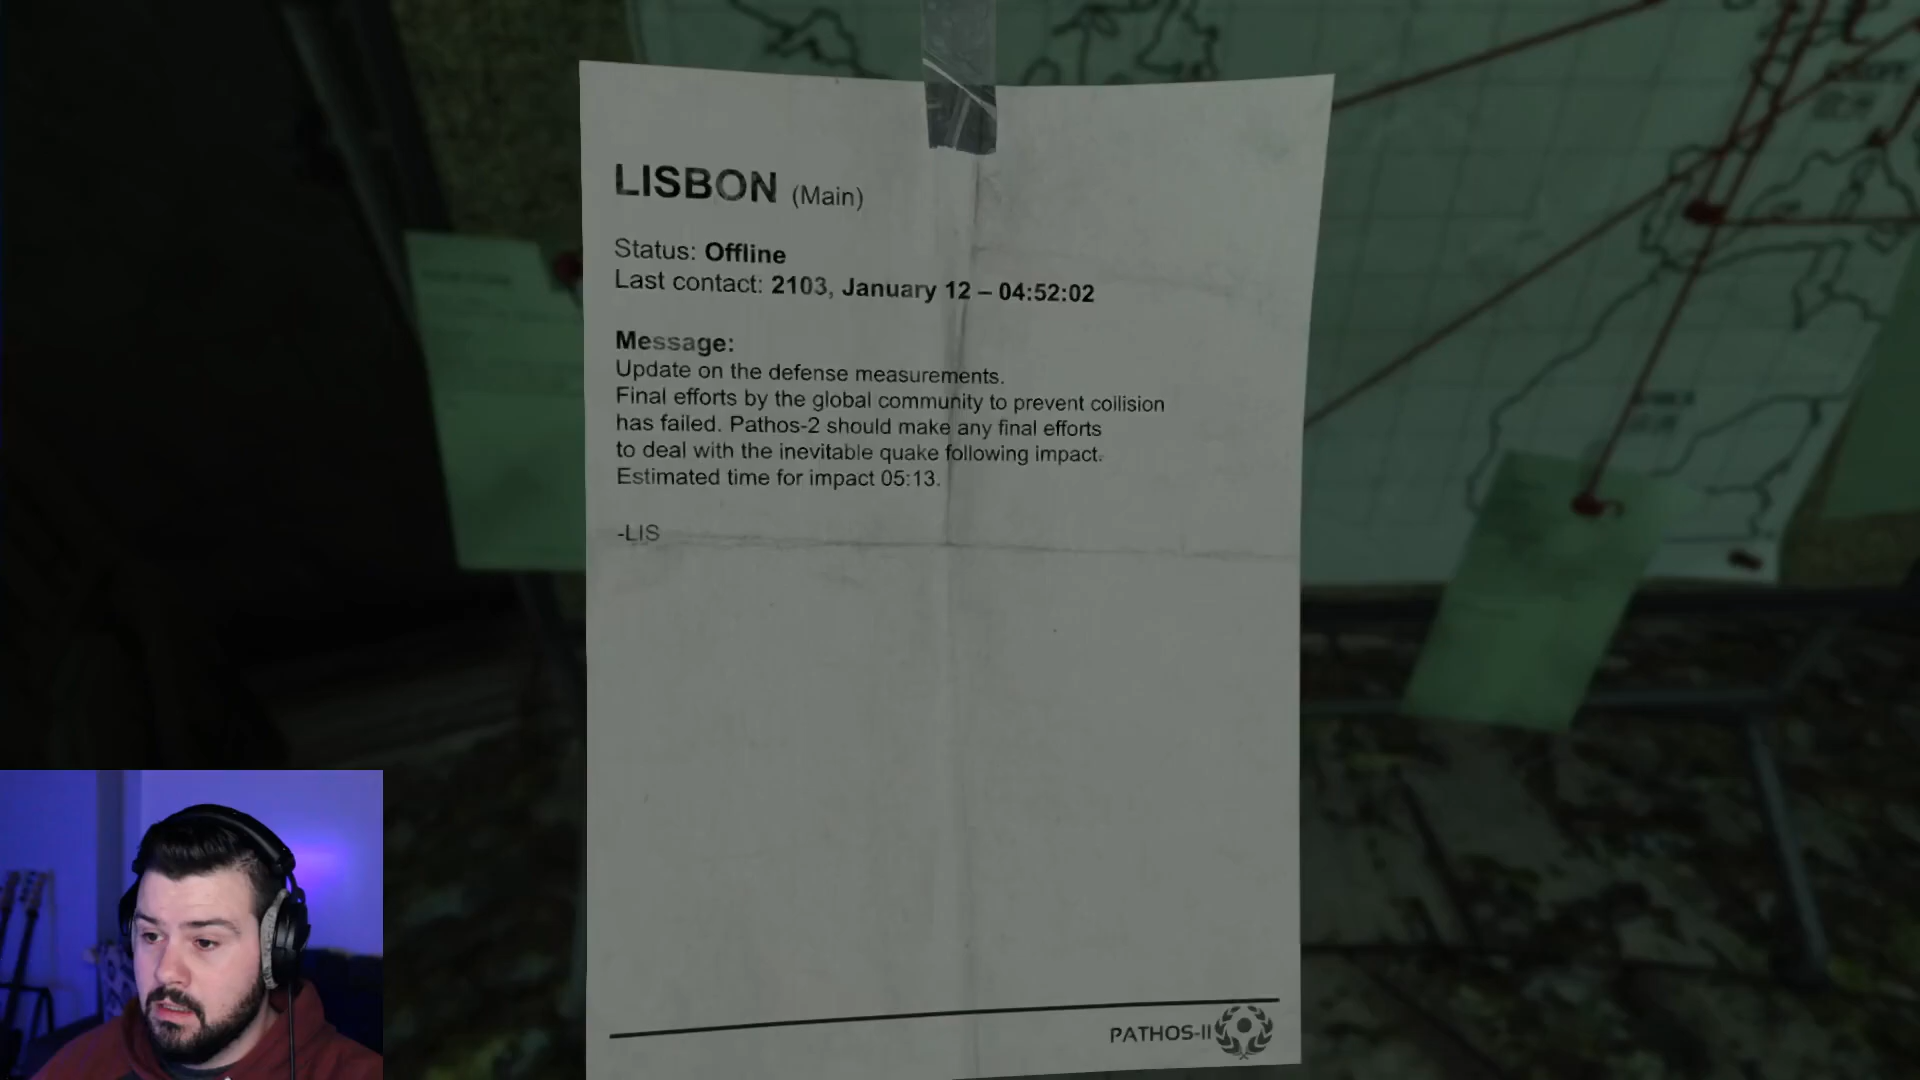 LISBON (Main)
Status: Offline
Last contact: 2103, January 12 – 04:52:02
Message:
Update on the defense measurements.
Final efforts by the global community to prevent collision
has failed. Pathos-2 should make any final efforts
to deal with the inevitable quake following impact.
Estimated time for impact 05:13.
-LIS
PATHOS-II